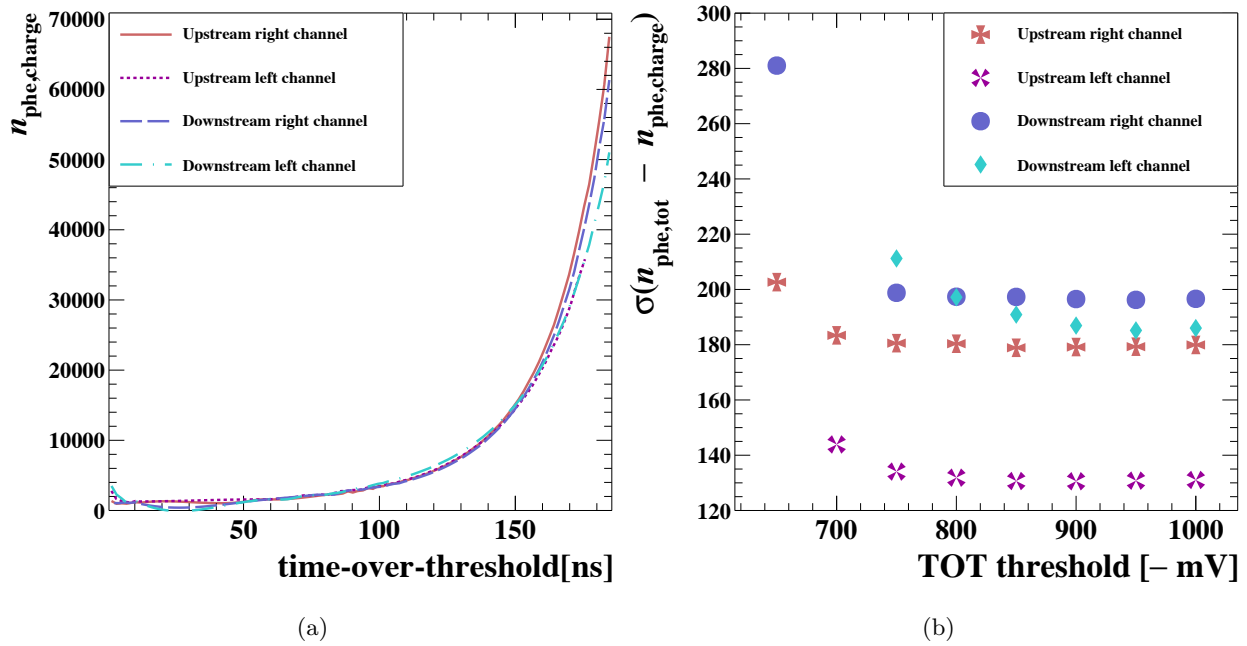 n_phe,charge
70000
60000
50000
40000
30000
20000
10000
0
Upstream right channel
Upstream left channel
Downstream right channel
Downstream left channel
50 100 150
time-over-threshold[ns]
(a)
σ(n_phe,tot − n_phe,charge)
300
280
260
240
220
200
180
160
140
120
Upstream right channel
Upstream left channel
Downstream right channel
Downstream left channel
700 800 900 1000
TOT threshold [− mV]
(b)